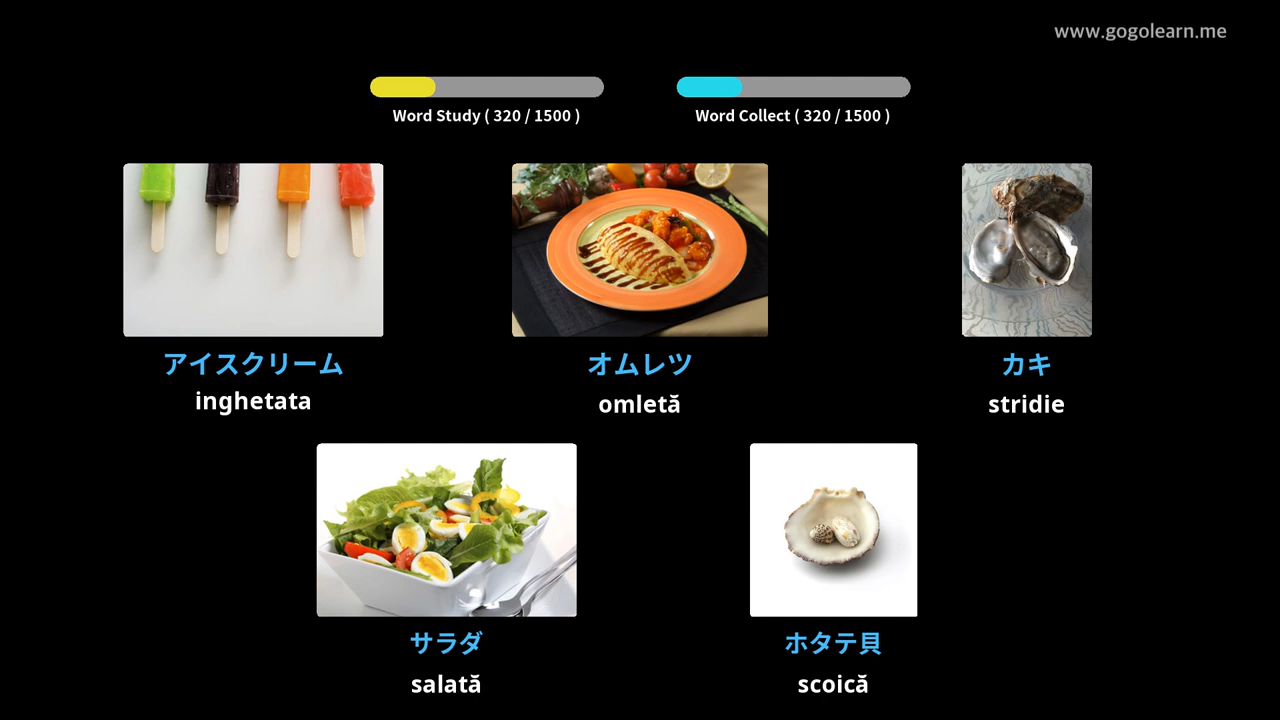 www.gogolearn.me
Word Study ( 320 / 1500 )
Word Collect ( 320 / 1500 )
アイスクリーム
inghetata
オムレツ
omletă
カキ
stridie
サラダ
salată
ホタテ貝
scoică